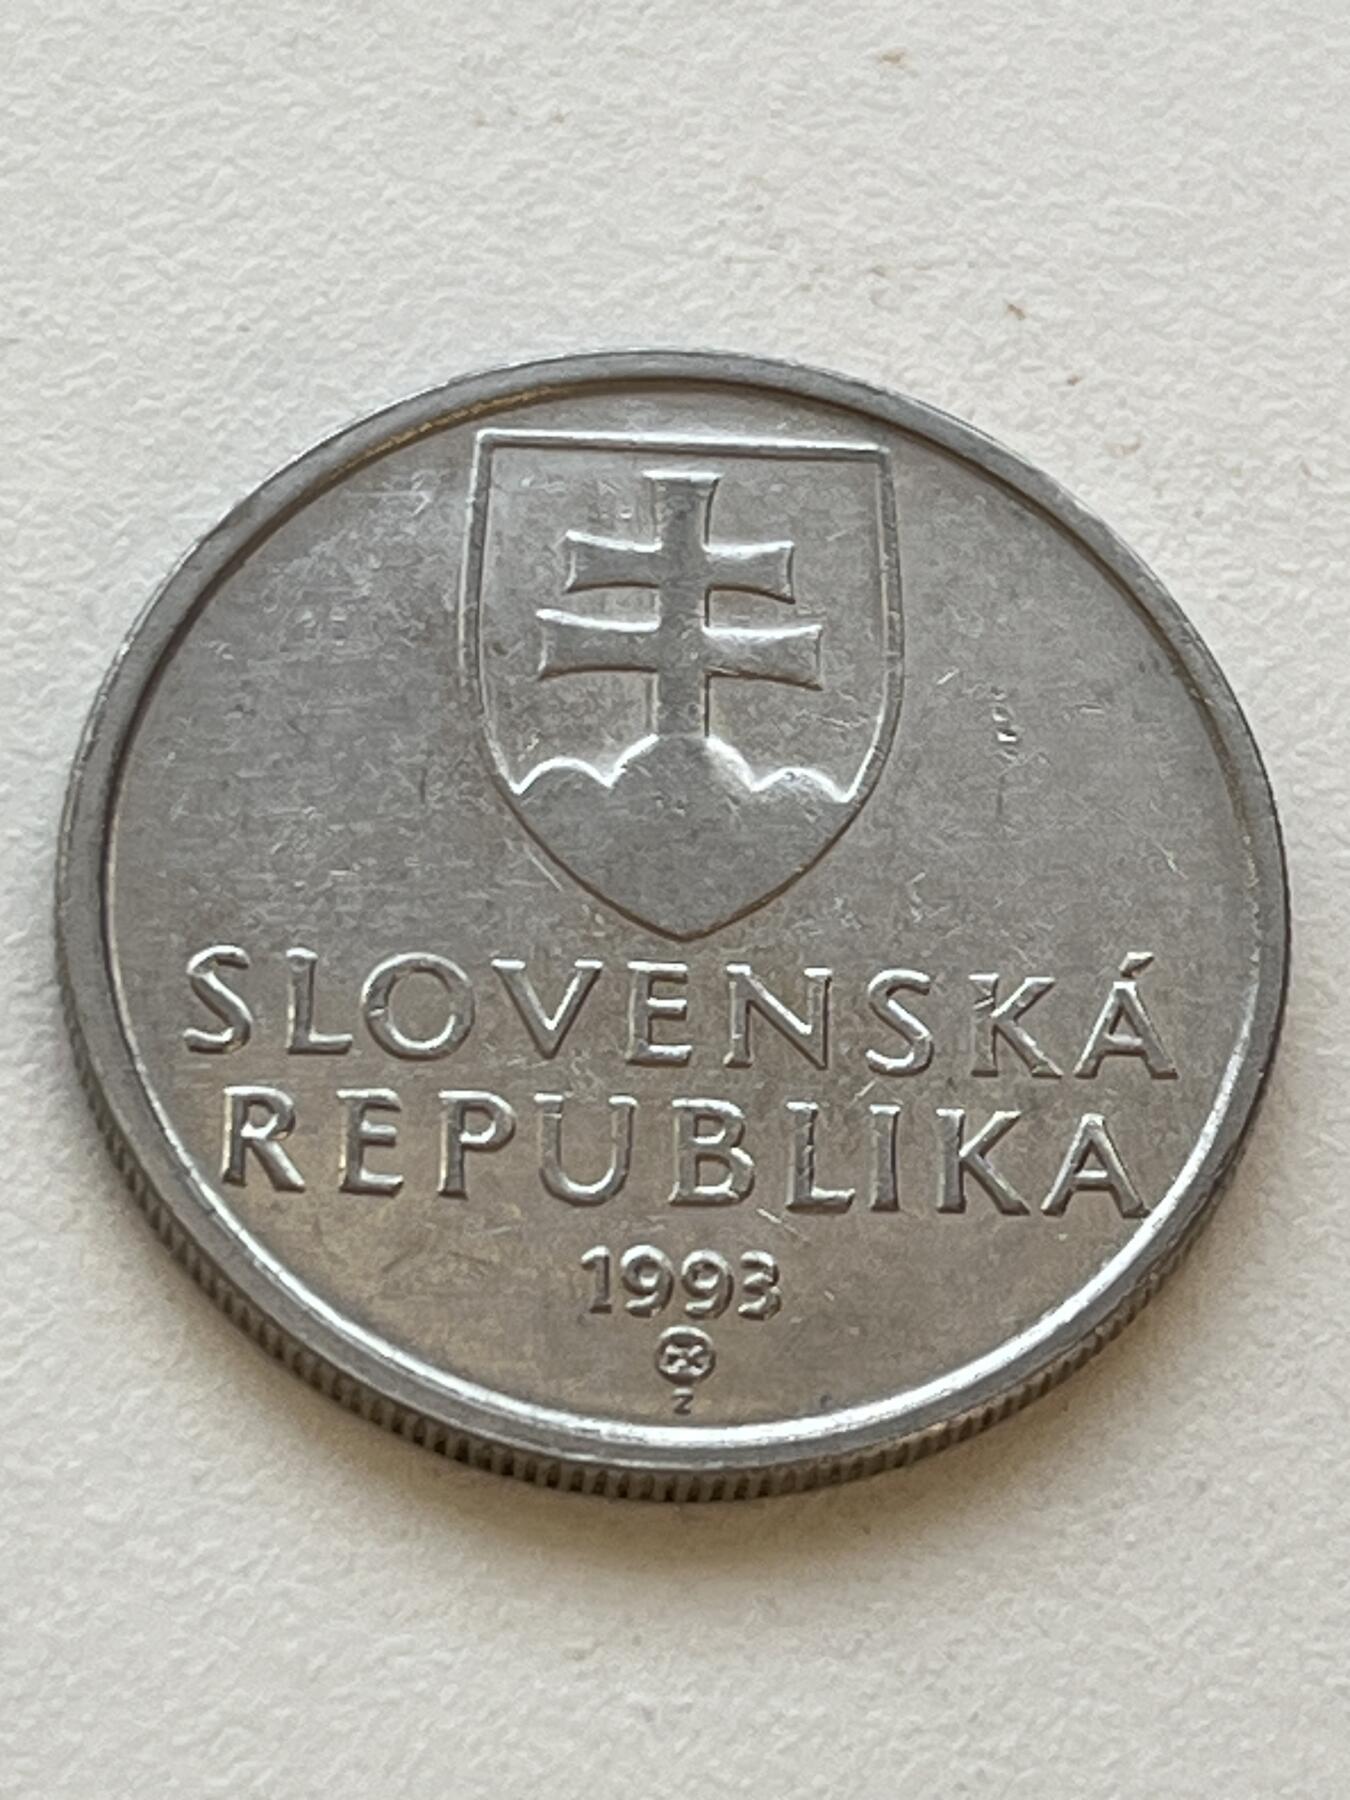 SLOVENSKÁ
REPUBLIKA
1993
Z